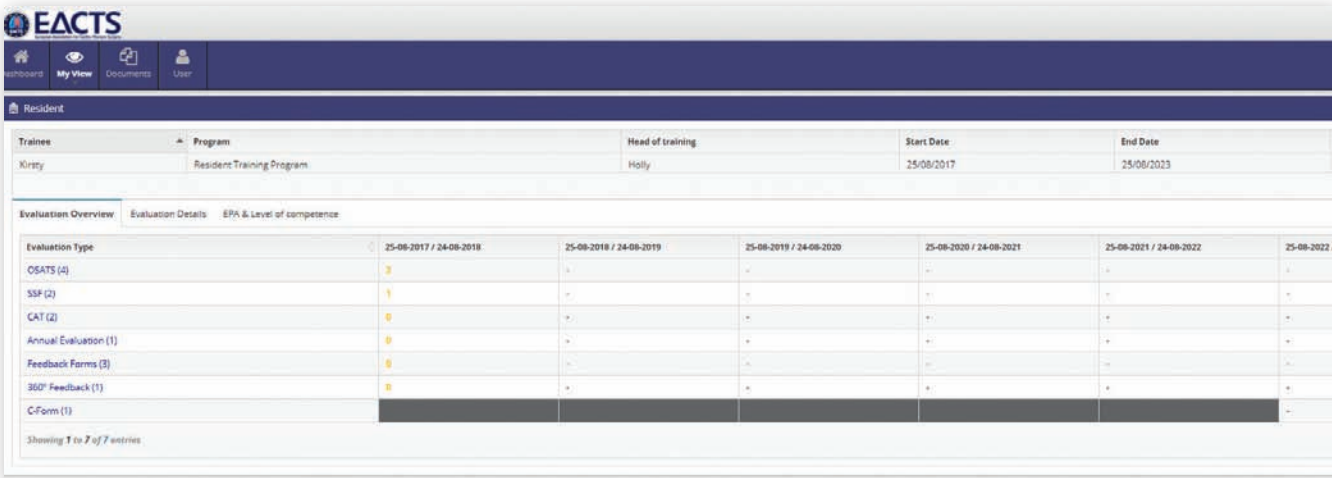 EACTS
ashboard My View Documents User
Resident
Trainee Program Head of training Start Date End Date
Kirsty Resident Training Program Holly 25/08/2017 25/08/2023
Evaluation Overview Evaluation Details EPA & Level of competence
Evaluation Type 25-08-2017 / 24-08-2018 25-08-2018 / 24-08-2019 25-08-2019 / 24-08-2020 25-08-2020 / 24-08-2021 25-08-2021 / 24-08-2022 25-08-2022
OSATS (4) - - - - -
SSF (2) 1 - - - - -
CAT (2) 0 - - - - -
Annual Evaluation (1) 0 - - - - -
Feedback Forms (3) 0 - - - - -
360° Feedback (1) 0 - - - - -
C-Form (1) -
Showing 1 to 7 of 7 entries